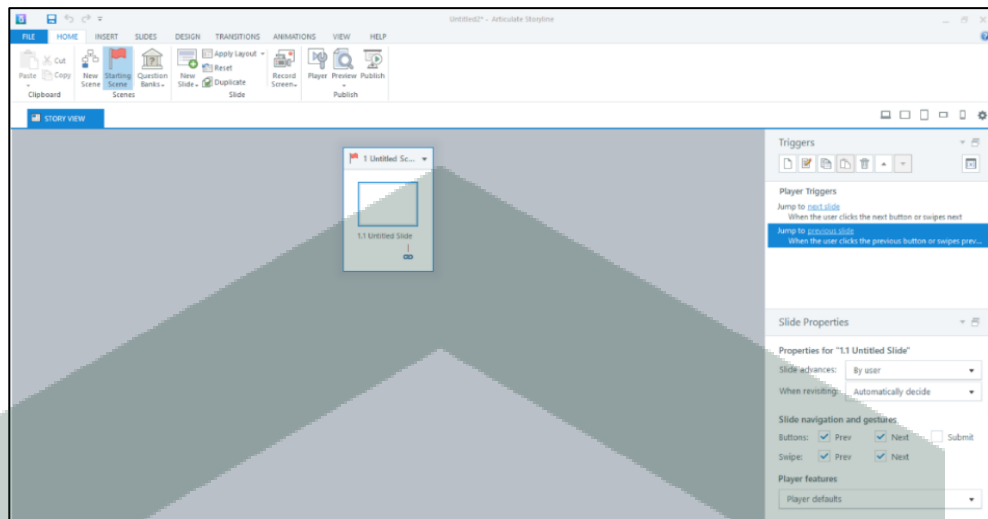 Untitled2* - Articulate Storyline
FILE HOME INSERT SLIDES DESIGN TRANSITIONS ANIMATIONS VIEW HELP
Paste
Cut
Copy
Clipboard
New Scene
Starting Scene
Question Banks
Scenes
New Slide
Apply Layout
Reset
Duplicate
Slide
Record Screen
Player
Preview
Publish
Publish
STORY VIEW
1 Untitled Sc...
1.1 Untitled Slide
Triggers
Player Triggers
Jump to next slide
When the user clicks the next button or swipes next
Jump to previous slide
When the user clicks the previous button or swipes prev...
Slide Properties
Properties for "1.1 Untitled Slide"
Slide advances: By user
When revisiting: Automatically decide
Slide navigation and gestures
Buttons: Prev Next Submit
Swipe: Prev Next
Player features
Player defaults